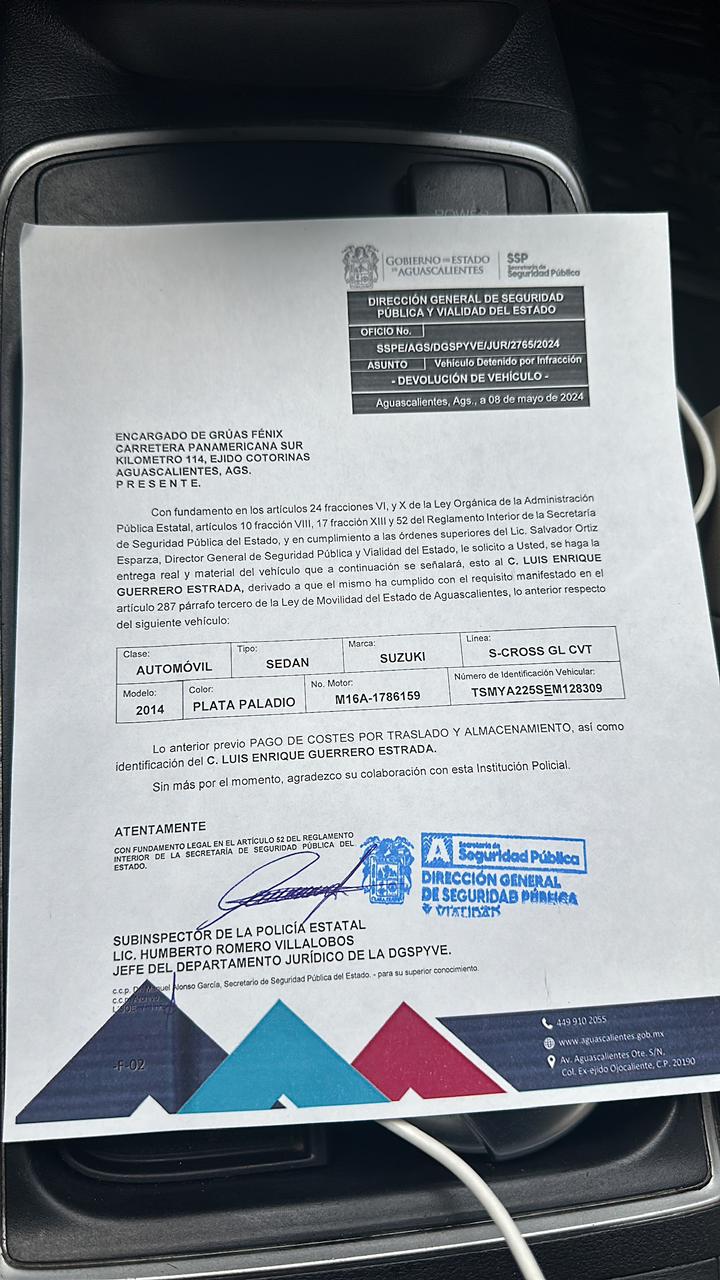 POWER
GOBIERNO DE ESTADO
DE AGUASCALIENTES
SSP
Secretaría de
Seguridad Pública
DIRECCIÓN GENERAL DE SEGURIDAD
PÚBLICA Y VIALIDAD DEL ESTADO
OFICIO No.
SSPE/AGS/DGSPYVE/JUR/2765/2024
ASUNTO Vehículo Detenido por Infracción
- DEVOLUCIÓN DE VEHÍCULO -
Aguascalientes, Ags., a 08 de mayo de 2024
ENCARGADO DE GRÚAS FÉNIX
CARRETERA PANAMERICANA SUR
KILOMETRO 114, EJIDO COTORINAS
AGUASCALIENTES, AGS.
P R E S E N T E.
Con fundamento en los artículos 24 fracciones VI, y X de la Ley Orgánica de la Administración
Pública Estatal, artículos 10 fracción VIII, 17 fracción XIII y 52 del Reglamento Interior de la Secretaría
de Seguridad Pública del Estado, y en cumplimiento a las órdenes superiores del Lic. Salvador Ortiz
Esparza, Director General de Seguridad Pública y Vialidad del Estado, le solicito a Usted, se haga la
entrega real y material del vehículo que a continuación se señalará, esto al C. LUIS ENRIQUE
GUERRERO ESTRADA, derivado a que el mismo ha cumplido con el requisito manifestado en el
artículo 287 párrafo tercero de la Ley de Movilidad del Estado de Aguascalientes, lo anterior respecto
del siguiente vehículo:
Clase: Tipo: Marca: Línea:
AUTOMÓVIL SEDAN SUZUKI S-CROSS GL CVT
Modelo: Color: No. Motor: Número de Identificación Vehicular:
2014 PLATA PALADIO M16A-1786159 TSMYA225SEM128309
Lo anterior previo PAGO DE COSTES POR TRASLADO Y ALMACENAMIENTO, así como
identificación del C. LUIS ENRIQUE GUERRERO ESTRADA.
Sin más por el momento, agradezco su colaboración con esta Institución Policial.
ATENTAMENTE
CON FUNDAMENTO LEGAL EN EL ARTÍCULO 52 DEL REGLAMENTO
INTERIOR DE LA SECRETARÍA DE SEGURIDAD PÚBLICA DEL
ESTADO.
A Secretaría de
Seguridad Pública
DIRECCIÓN GENERAL
DE SEGURIDAD PÚBLICA
Y VIALIDAD
SUBINSPECTOR DE LA POLICÍA ESTATAL
LIC. HUMBERTO ROMERO VILLALOBOS
JEFE DEL DEPARTAMENTO JURÍDICO DE LA DGSPYVE.
c.c.p. Manuel Alonso García, Secretario de Seguridad Pública del Estado. - para su superior conocimiento.
c.c.p. Archivo
-F-02
449 910 2055
www.aguascalientes.gob.mx
Av. Aguascalientes Ote. S/N.
Col. Ex-ejido Ojocaliente, C.P. 20190